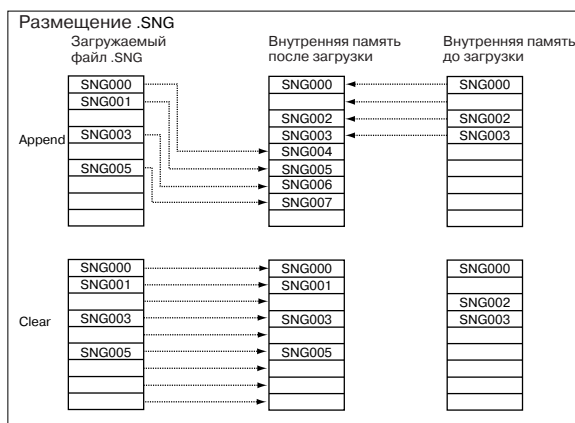 Размещение .SNG
Загружаемый файл .SNG
Внутренняя память после загрузки
Внутренняя память до загрузки
Append
SNG000
SNG001
SNG003
SNG005
SNG000
SNG002
SNG003
SNG004
SNG005
SNG006
SNG007
SNG000
SNG002
SNG003
Clear
SNG000
SNG001
SNG003
SNG005
SNG000
SNG001
SNG003
SNG005
SNG000
SNG002
SNG003